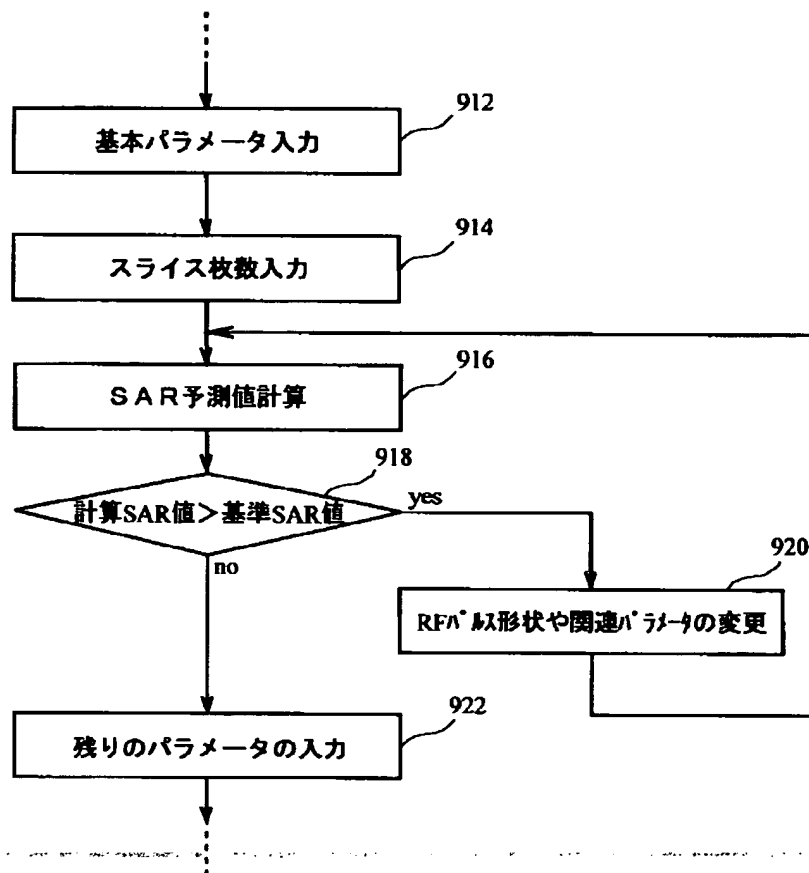 912
基本パラメータ入力
914
スライス枚数入力
916
SAR予測値計算
918
計算SAR値>基準SAR値
yes
no
920
RFパルス形状や関連パラメータの変更
922
残りのパラメータの入力